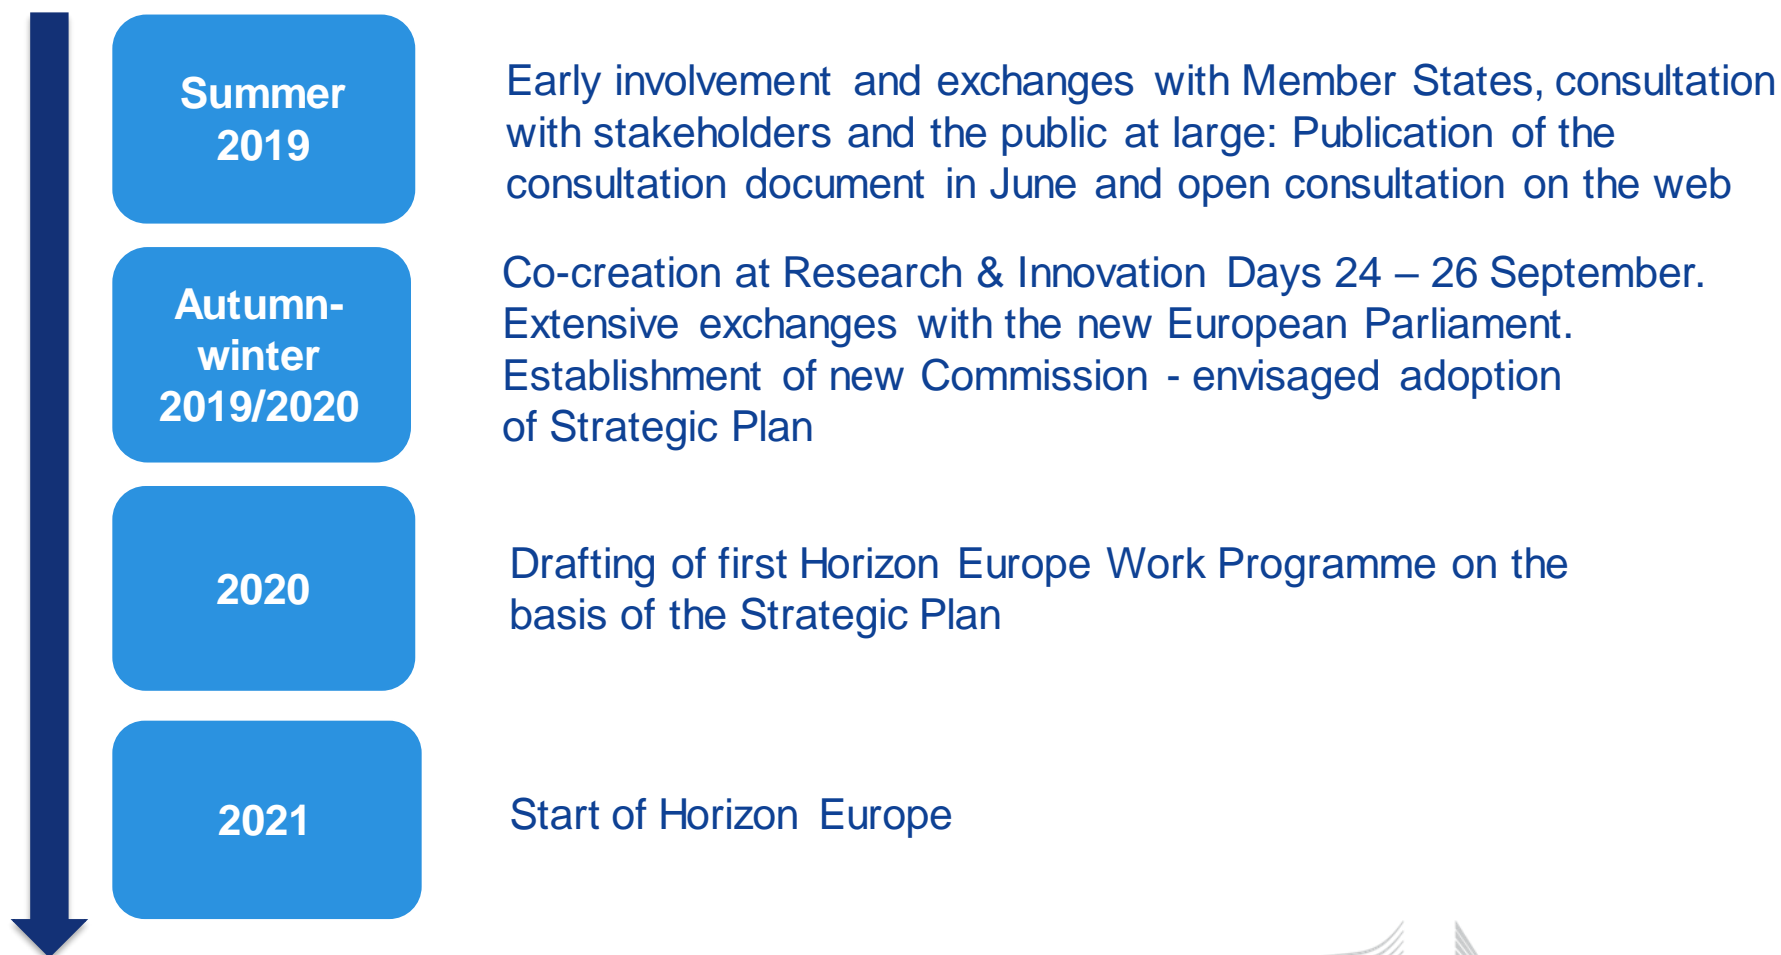 Summer
2019
Early involvement and exchanges with Member States, consultation
with stakeholders and the public at large: Publication of the
consultation document in June and open consultation on the web
Autumn-
winter
2019/2020
Co-creation at Research & Innovation Days 24 – 26 September.
Extensive exchanges with the new European Parliament.
Establishment of new Commission - envisaged adoption
of Strategic Plan
2020
Drafting of first Horizon Europe Work Programme on the
basis of the Strategic Plan
2021
Start of Horizon Europe